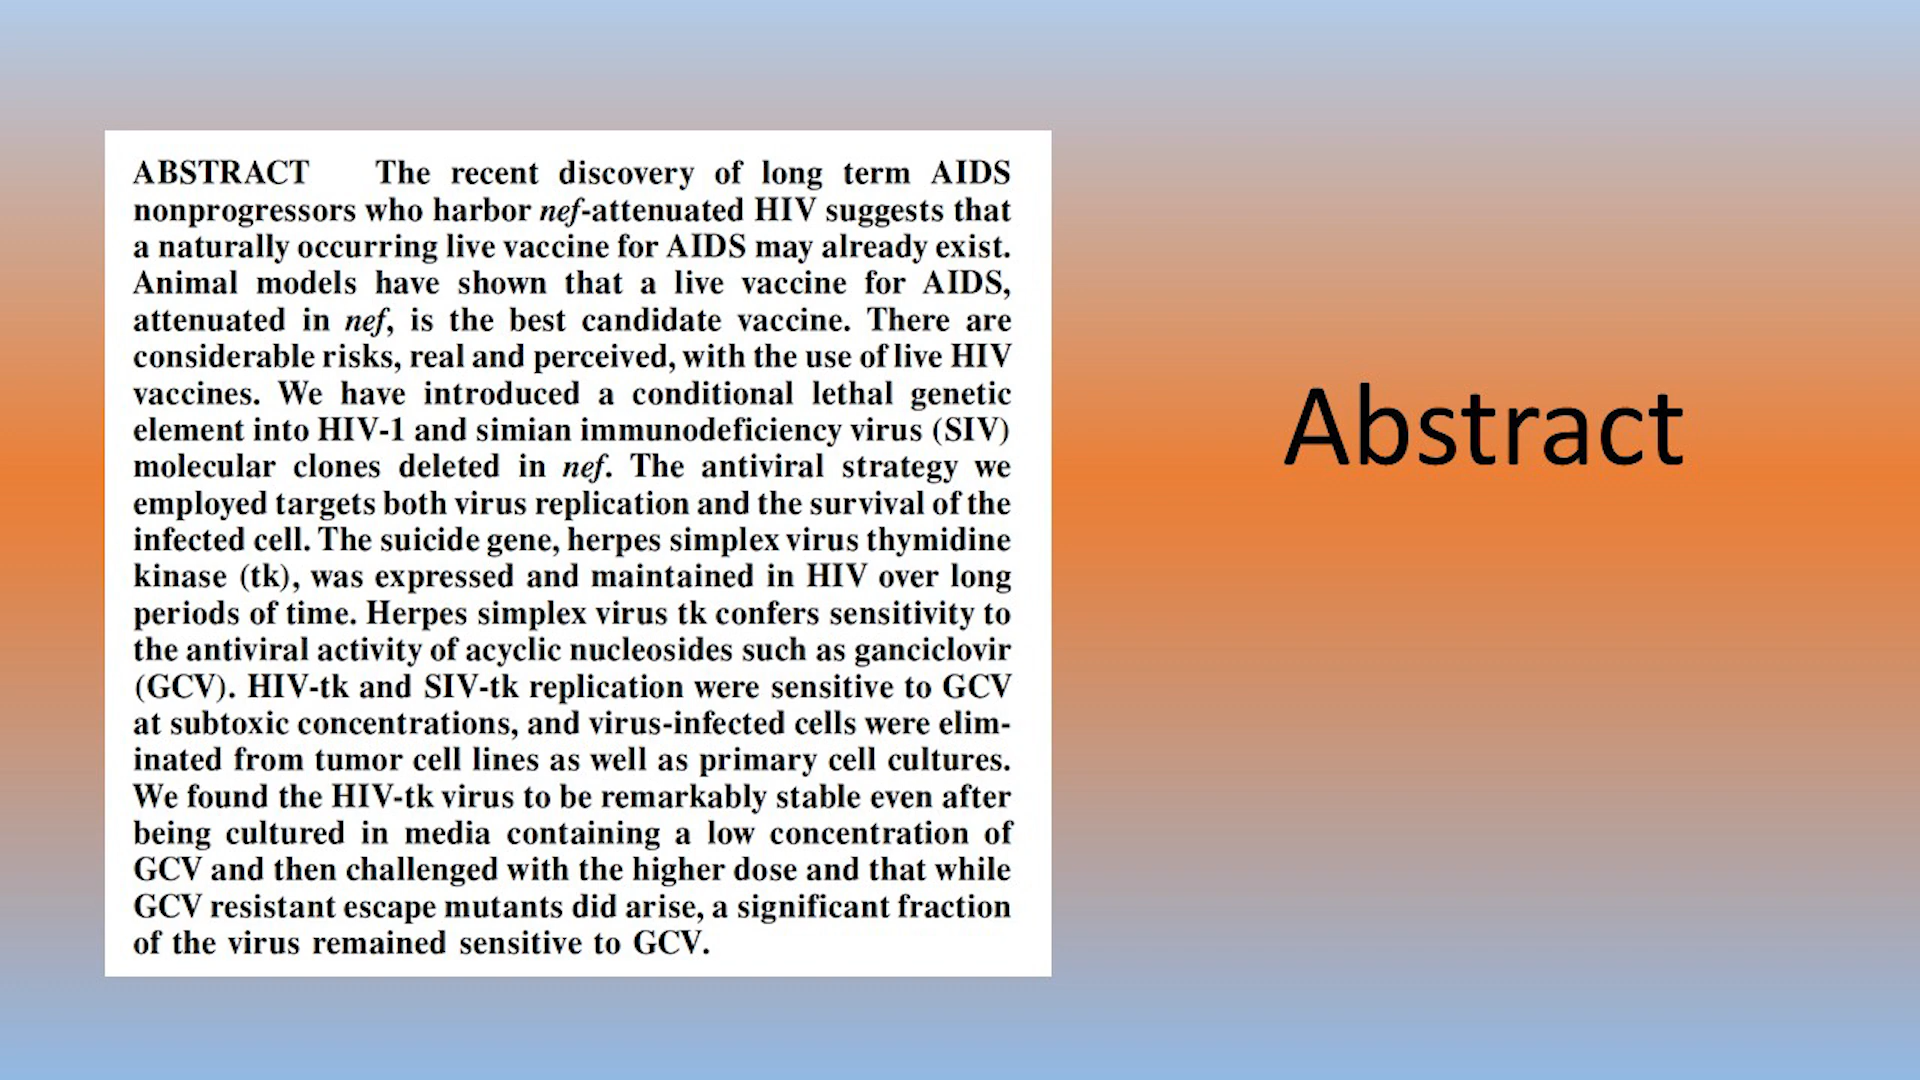 ABSTRACT The recent discovery of long term AIDS
nonprogressors who harbor nef-attenuated HIV suggests that
a naturally occurring live vaccine for AIDS may already exist.
Animal models have shown that a live vaccine for AIDS,
attenuated in nef, is the best candidate vaccine. There are
considerable risks, real and perceived, with the use of live HIV
vaccines. We have introduced a conditional lethal genetic
element into HIV-1 and simian immunodeficiency virus (SIV)
molecular clones deleted in nef. The antiviral strategy we
employed targets both virus replication and the survival of the
infected cell. The suicide gene, herpes simplex virus thymidine
kinase (tk), was expressed and maintained in HIV over long
periods of time. Herpes simplex virus tk confers sensitivity to
the antiviral activity of acyclic nucleosides such as ganciclovir
(GCV). HIV-tk and SIV-tk replication were sensitive to GCV
at subtoxic concentrations, and virus-infected cells were elim-
inated from tumor cell lines as well as primary cell cultures.
We found the HIV-tk virus to be remarkably stable even after
being cultured in media containing a low concentration of
GCV and then challenged with the higher dose and that while
GCV resistant escape mutants did arise, a significant fraction
of the virus remained sensitive to GCV.
Abstract